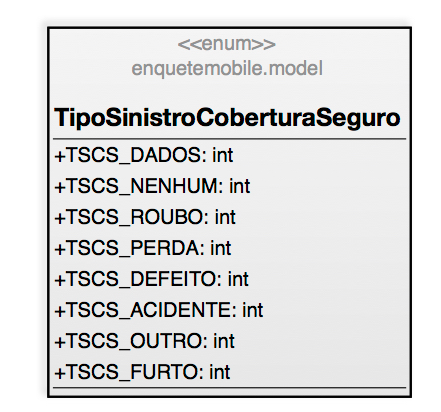 <<enum>>
enquetemobile.model
TipoSinistroCoberturaSeguro
+TSCS_DADOS: int
+TSCS_NENHUM: int
+TSCS_ROUBO: int
+TSCS_PERDA: int
+TSCS_DEFEITO: int
+TSCS_ACIDENTE: int
+TSCS_OUTRO: int
+TSCS_FURTO: int